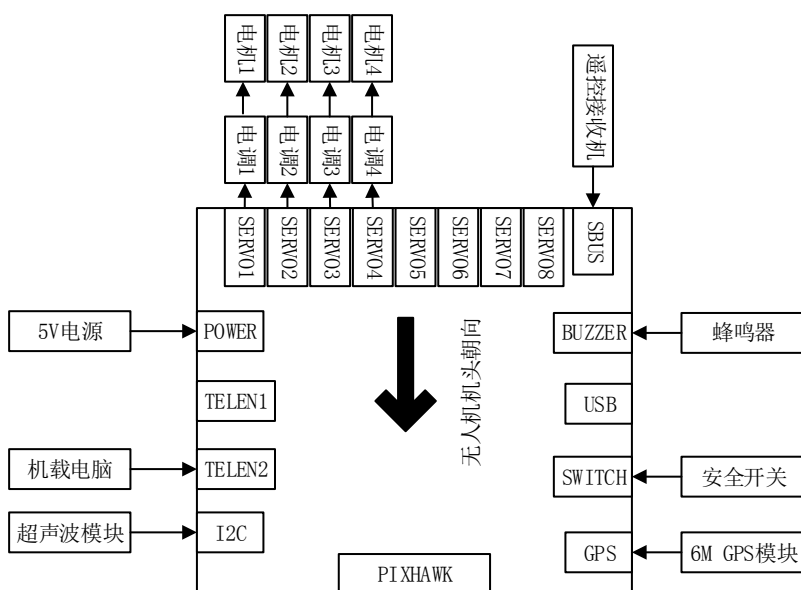 电机1
电机2
电机3
电机4
电调1
电调2
电调3
电调4
遥控接收机
SERVO1
SERVO2
SERVO3
SERVO4
SERVO5
SERVO6
SERVO7
SERVO8
SBUS
5V电源
POWER
无人机机头朝向
BUZZER
蜂鸣器
TELEN1
USB
机载电脑
TELEN2
SWITCH
安全开关
超声波模块
I2C
GPS
6M GPS模块
PIXHAWK